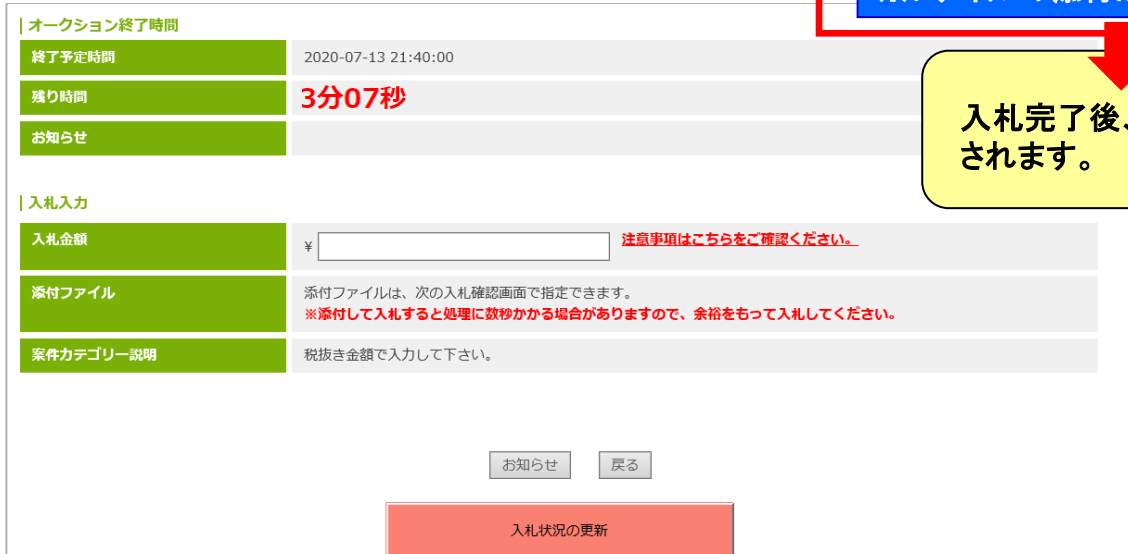 オークション終了時間
終了予定時間 2020-07-13 21:40:00
残り時間 3分07秒
お知らせ
入札完了後、
されます。
入札入力
入札金額 ¥ 注意事項はこちらをご確認ください。
添付ファイル 添付ファイルは、次の入札確認画面で指定できます。
※添付して入札すると処理に数秒かかる場合がありますので、余裕をもって入札してください。
案件カテゴリー説明 税抜き金額で入力して下さい。
お知らせ 戻る
入札状況の更新